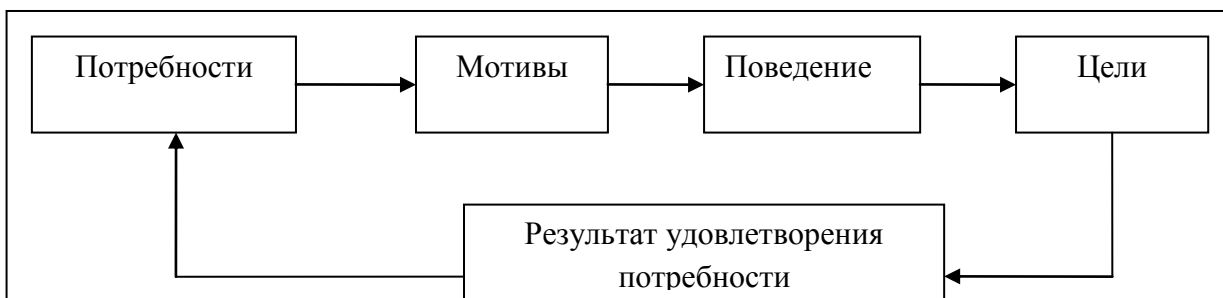 Потребности
Мотивы
Поведение
Цели
Результат удовлетворения
потребности